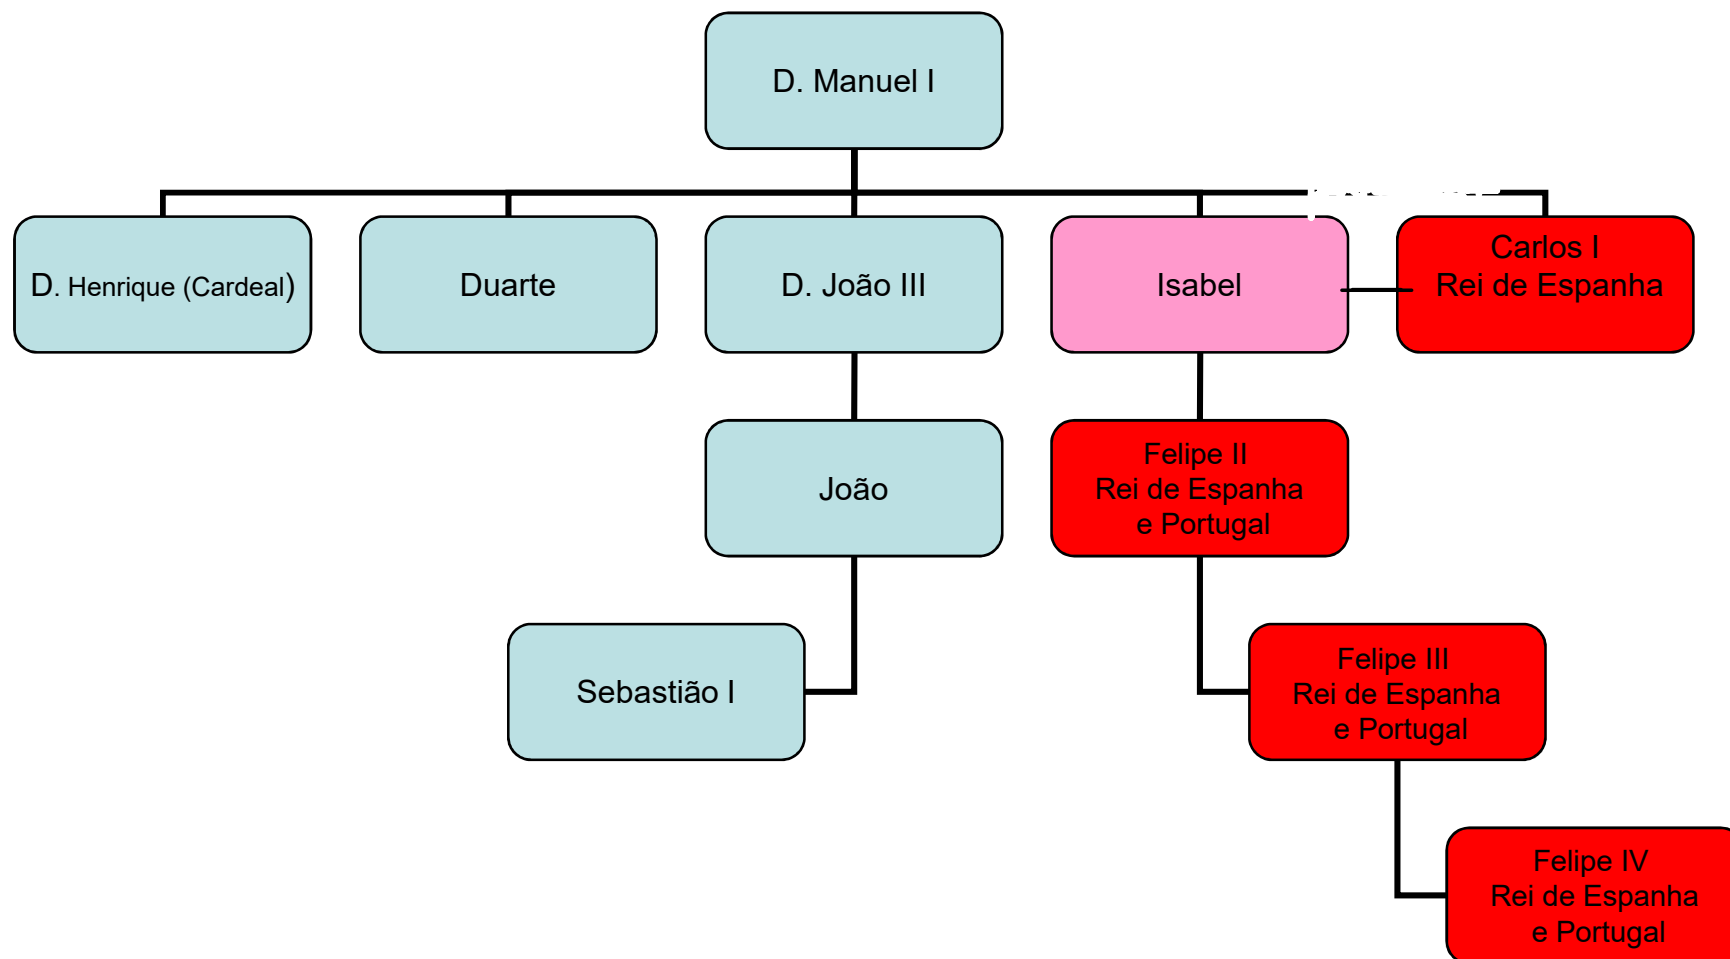 D. Manuel I
D. Henrique (Cardeal)
Duarte
D. João III
Isabel
Carlos I
Rei de Espanha
João
Felipe II
Rei de Espanha
e Portugal
Sebastião I
Felipe III
Rei de Espanha
e Portugal
Felipe IV
Rei de Espanha
e Portugal